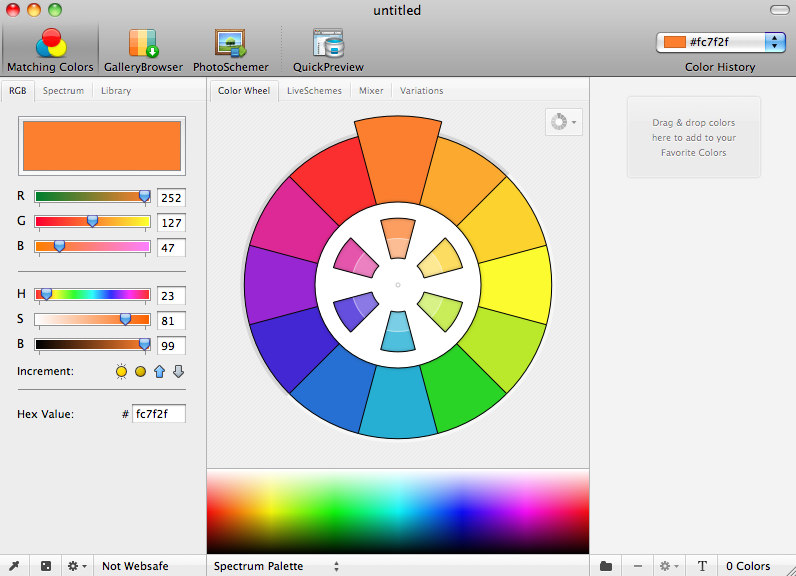 untitled
Matching Colors
GalleryBrowser
PhotoSchemer
QuickPreview
#fc7f2f
Color History
RGB
Spectrum
Library
Color Wheel
LiveSchemes
Mixer
Variations
Drag & drop colors
here to add to your
Favorite Colors
R 252
G 127
B 47
H 23
S 81
B 99
Increment:
Hex Value: # fc7f2f
Not Websafe
Spectrum Palette
T
0 Colors